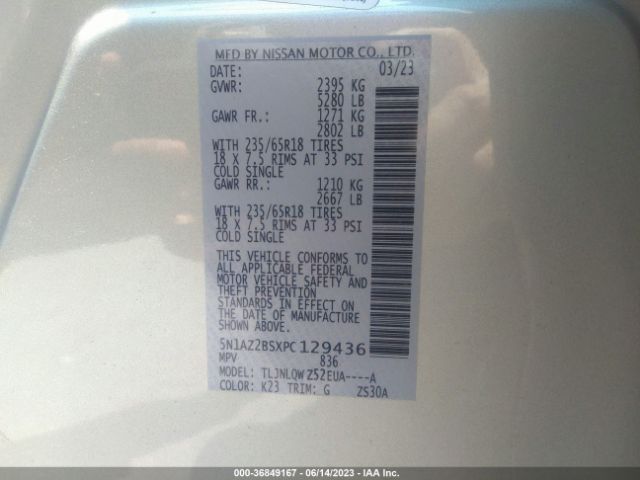 MFD BY NISSAN MOTOR CO., LTD.
DATE: 03/23
GVWR: 2395 KG
5280 LB
GAWR FR.: 1271 KG
2802 LB
WITH 235/65R18 TIRES
18 X 7.5 RIMS AT 33 PSI
COLD SINGLE
GAWR RR.: 1210 KG
2667 LB
WITH 235/65R18 TIRES
18 X 7.5 RIMS AT 33 PSI
COLD SINGLE
THIS VEHICLE CONFORMS TO
ALL APPLICABLE FEDERAL
MOTOR VEHICLE SAFETY AND
THEFT PREVENTION
STANDARDS IN EFFECT ON
THE DATE OF MANUFACTURE
SHOWN ABOVE.
5N1AZ2BSXPC129436
MPV 836
MODEL: TLJNLQW Z52EUA----A
COLOR: K23 TRIM: G ZS30A
000-36849167 - 06/14/2023 - IAA Inc.